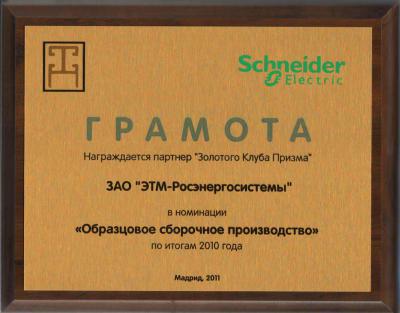 Schneider
Electric
ГРАМОТА
Награждается партнер "Золотого Клуба Призма"
ЗАО "ЭТМ-Росэнергосистемы"
в номинации
«Образцовое сборочное производство»
по итогам 2010 года
Мадрид, 2011